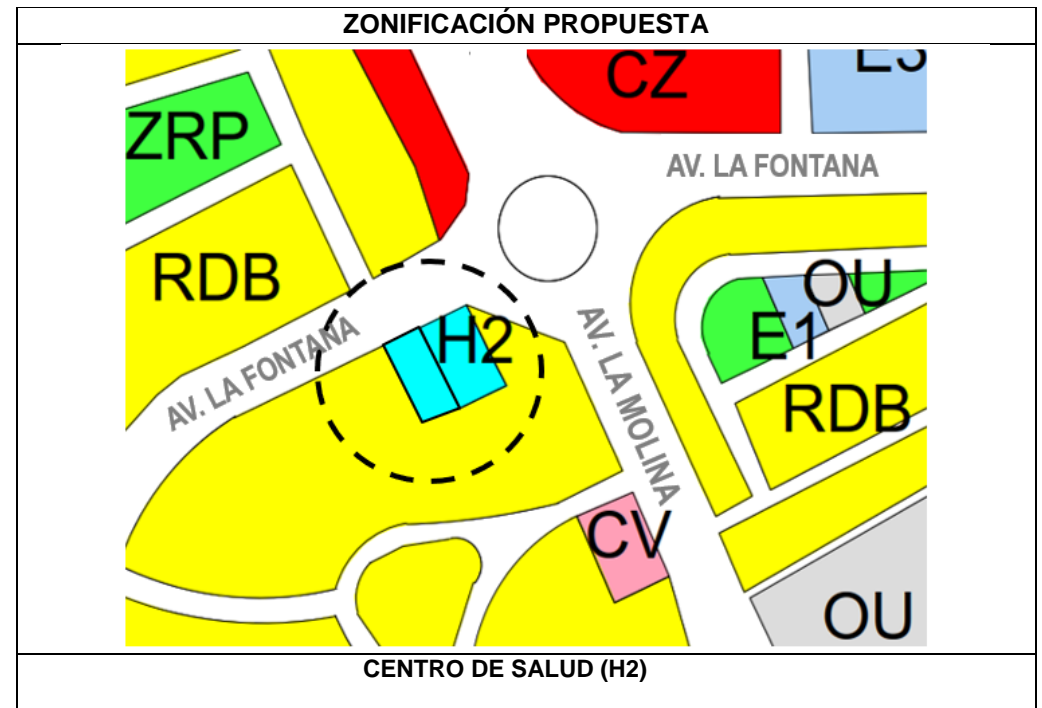 ZONIFICACIÓN PROPUESTA
CZ
E3
ZRP
AV. LA FONTANA
RDB
OU
H2
E1
AV. LA FONTANA
AV. LA MOLINA
RDB
CV
OU
CENTRO DE SALUD (H2)